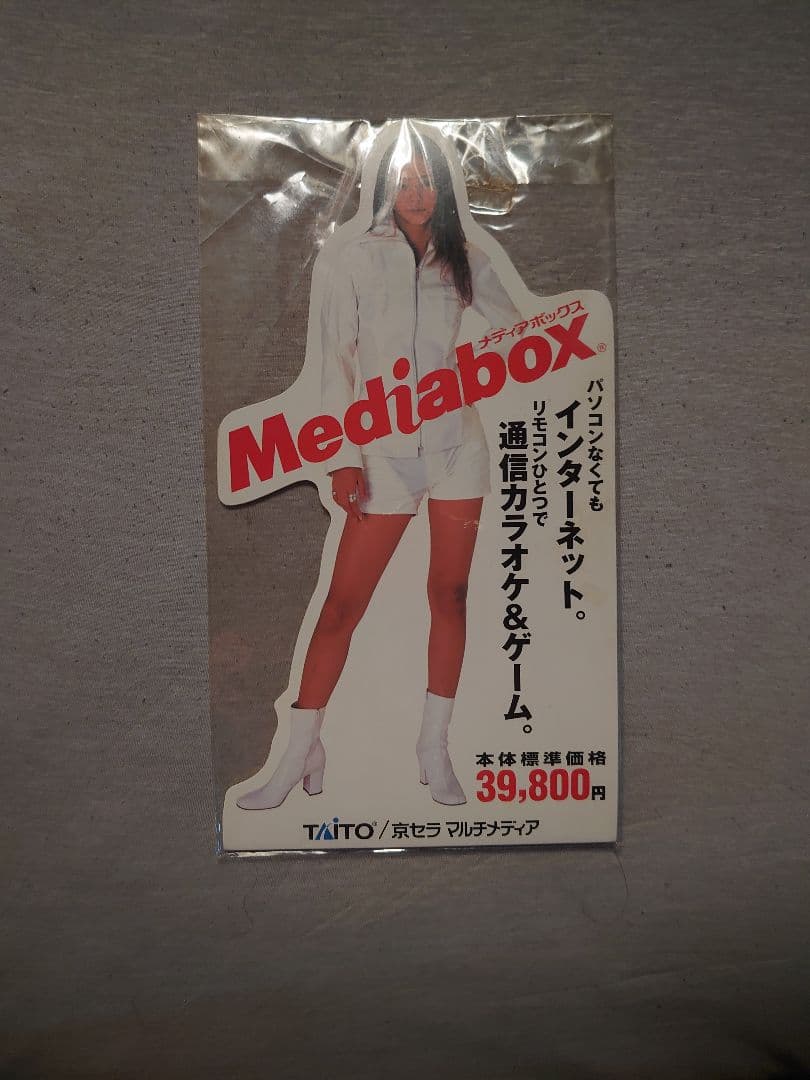 メディアボックス
Mediabox®
パソコンなくても
インターネット。
リモコンひとつで
通信カラオケ&ゲーム。
本体標準価格
39,800円
TAITO®/京セラ マルチメディア